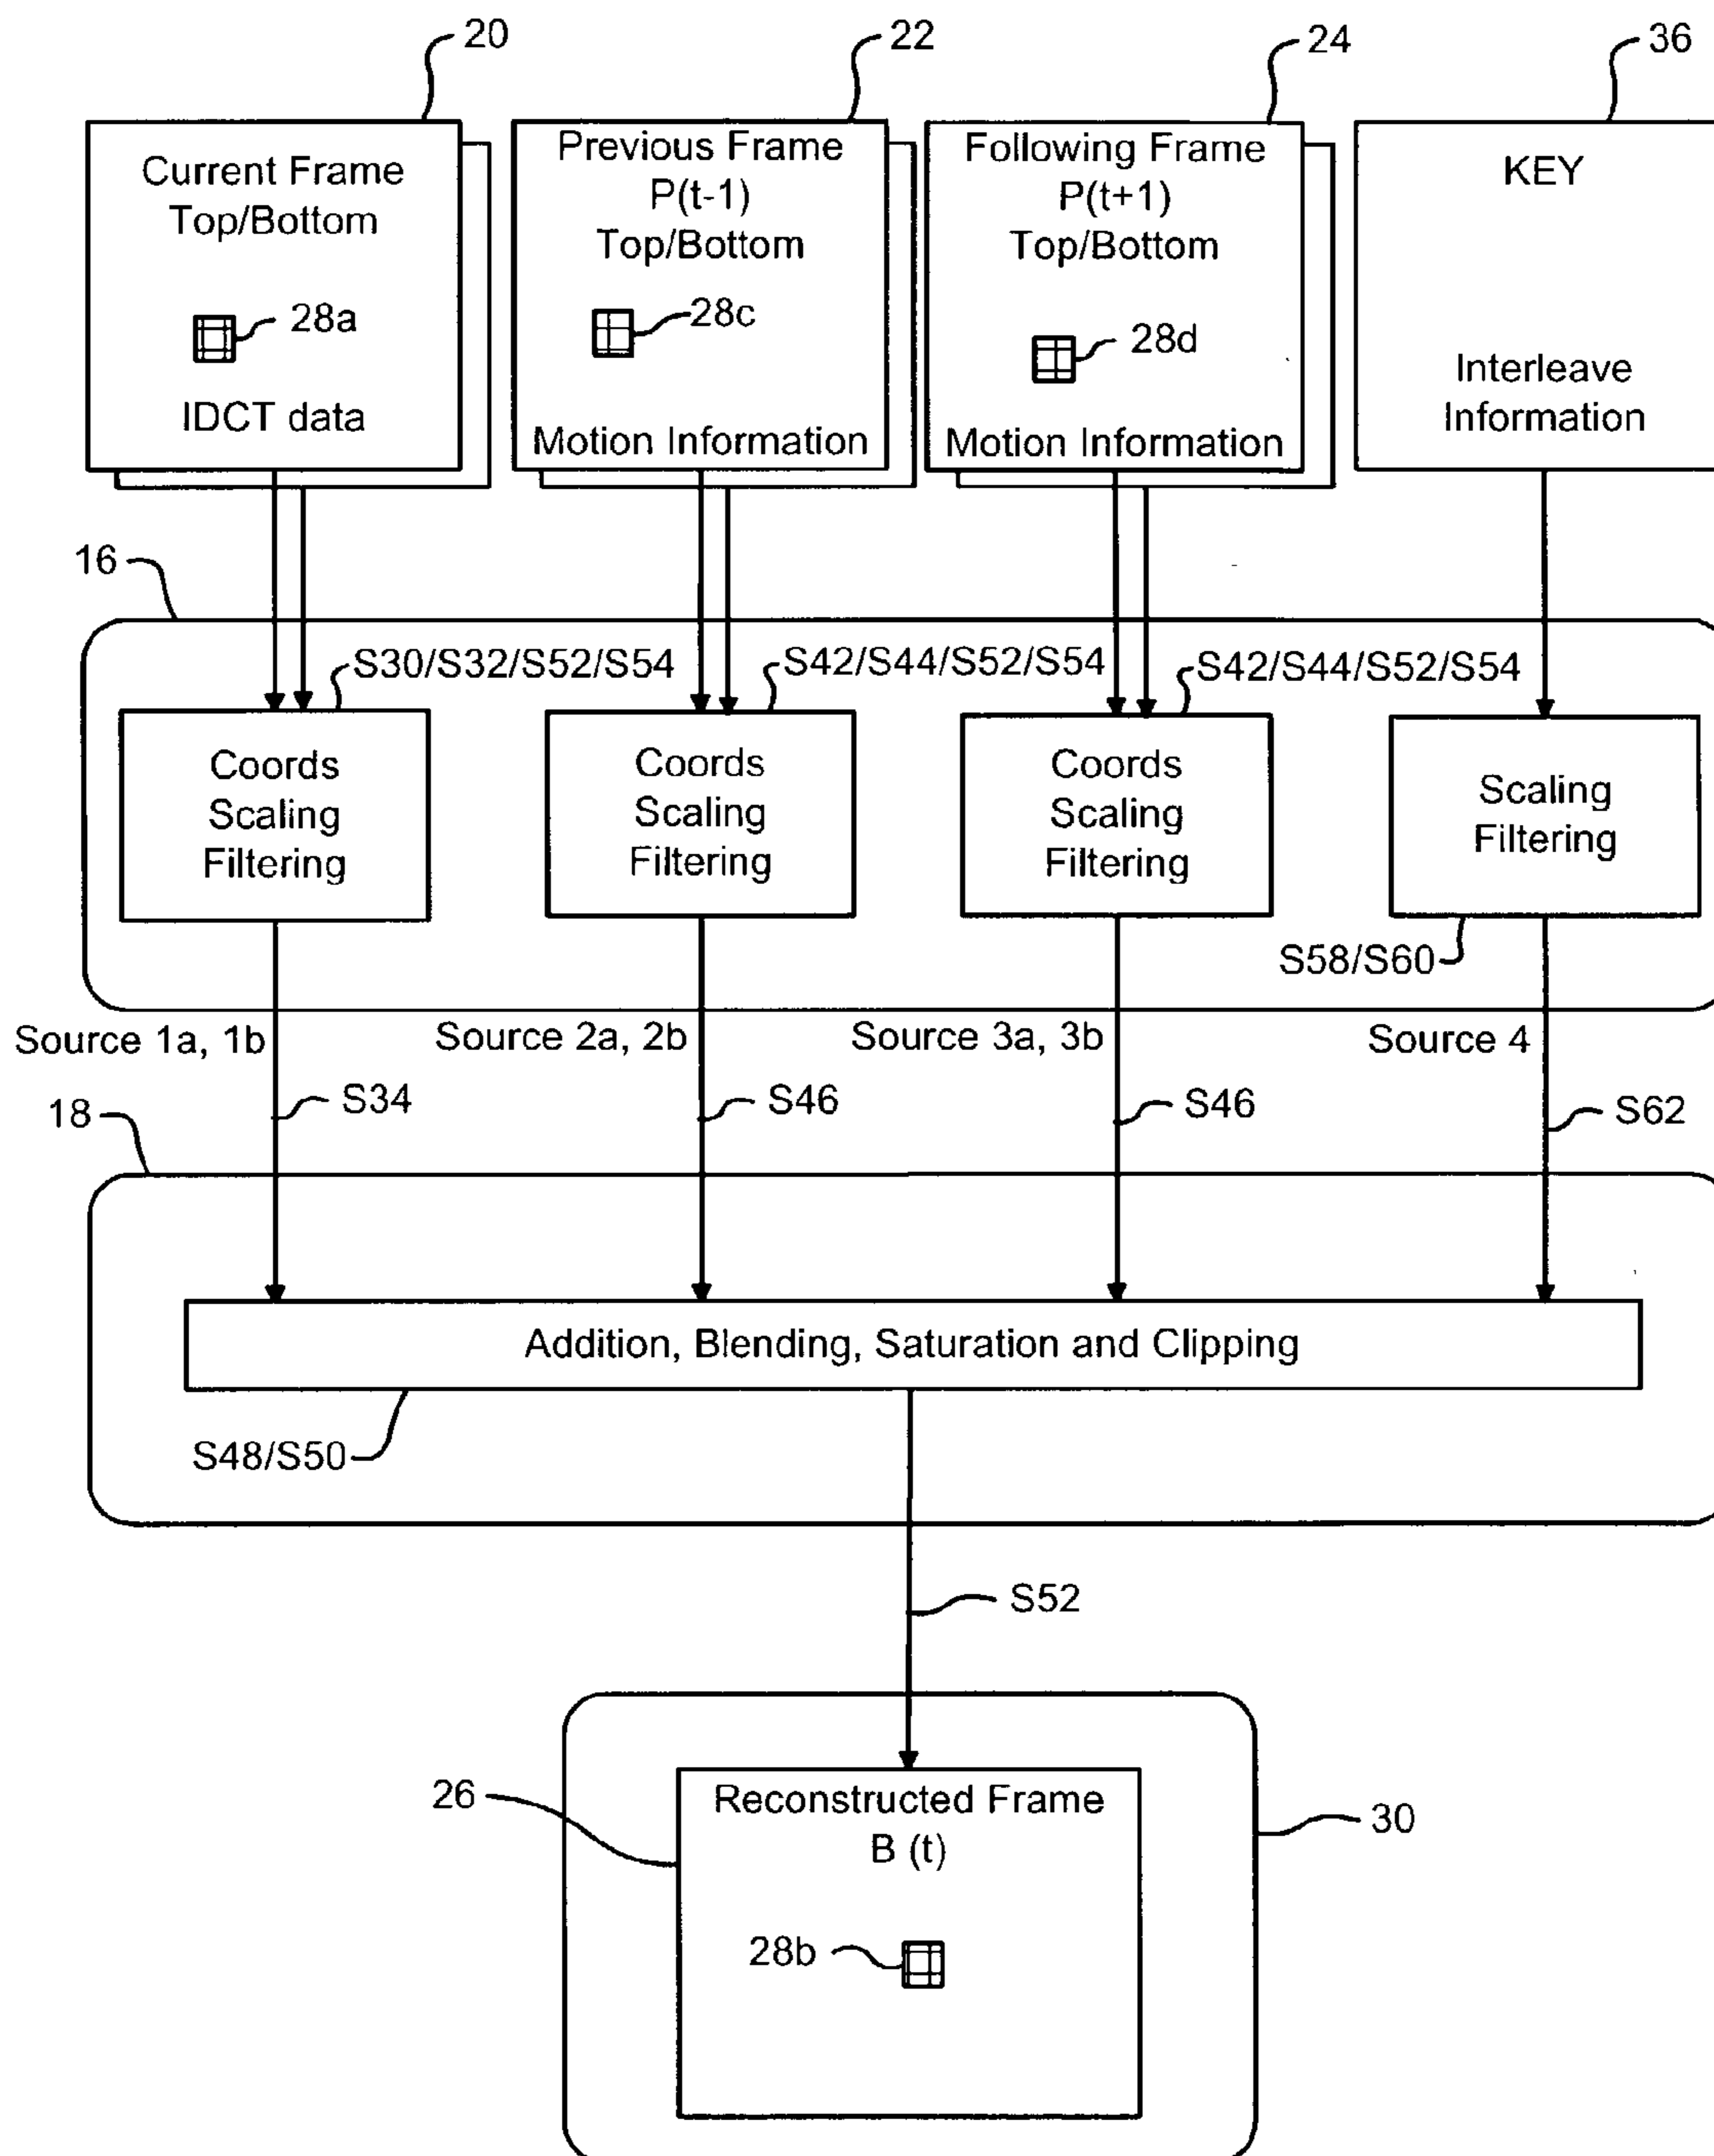 20
22
24
36
Current Frame
Top/Bottom
28a
IDCT data
Previous Frame
P(t-1)
Top/Bottom
28c
Motion Information
Following Frame
P(t+1)
Top/Bottom
28d
Motion Information
KEY
Interleave
Information
16
S30/S32/S52/S54
S42/S44/S52/S54
S42/S44/S52/S54
Coords
Scaling
Filtering
Coords
Scaling
Filtering
Coords
Scaling
Filtering
Scaling
Filtering
S58/S60
Source 1a, 1b
Source 2a, 2b
Source 3a, 3b
Source 4
18
S34
S46
S46
S62
Addition, Blending, Saturation and Clipping
S48/S50
S52
26
Reconstructed Frame
B (t)
30
28b